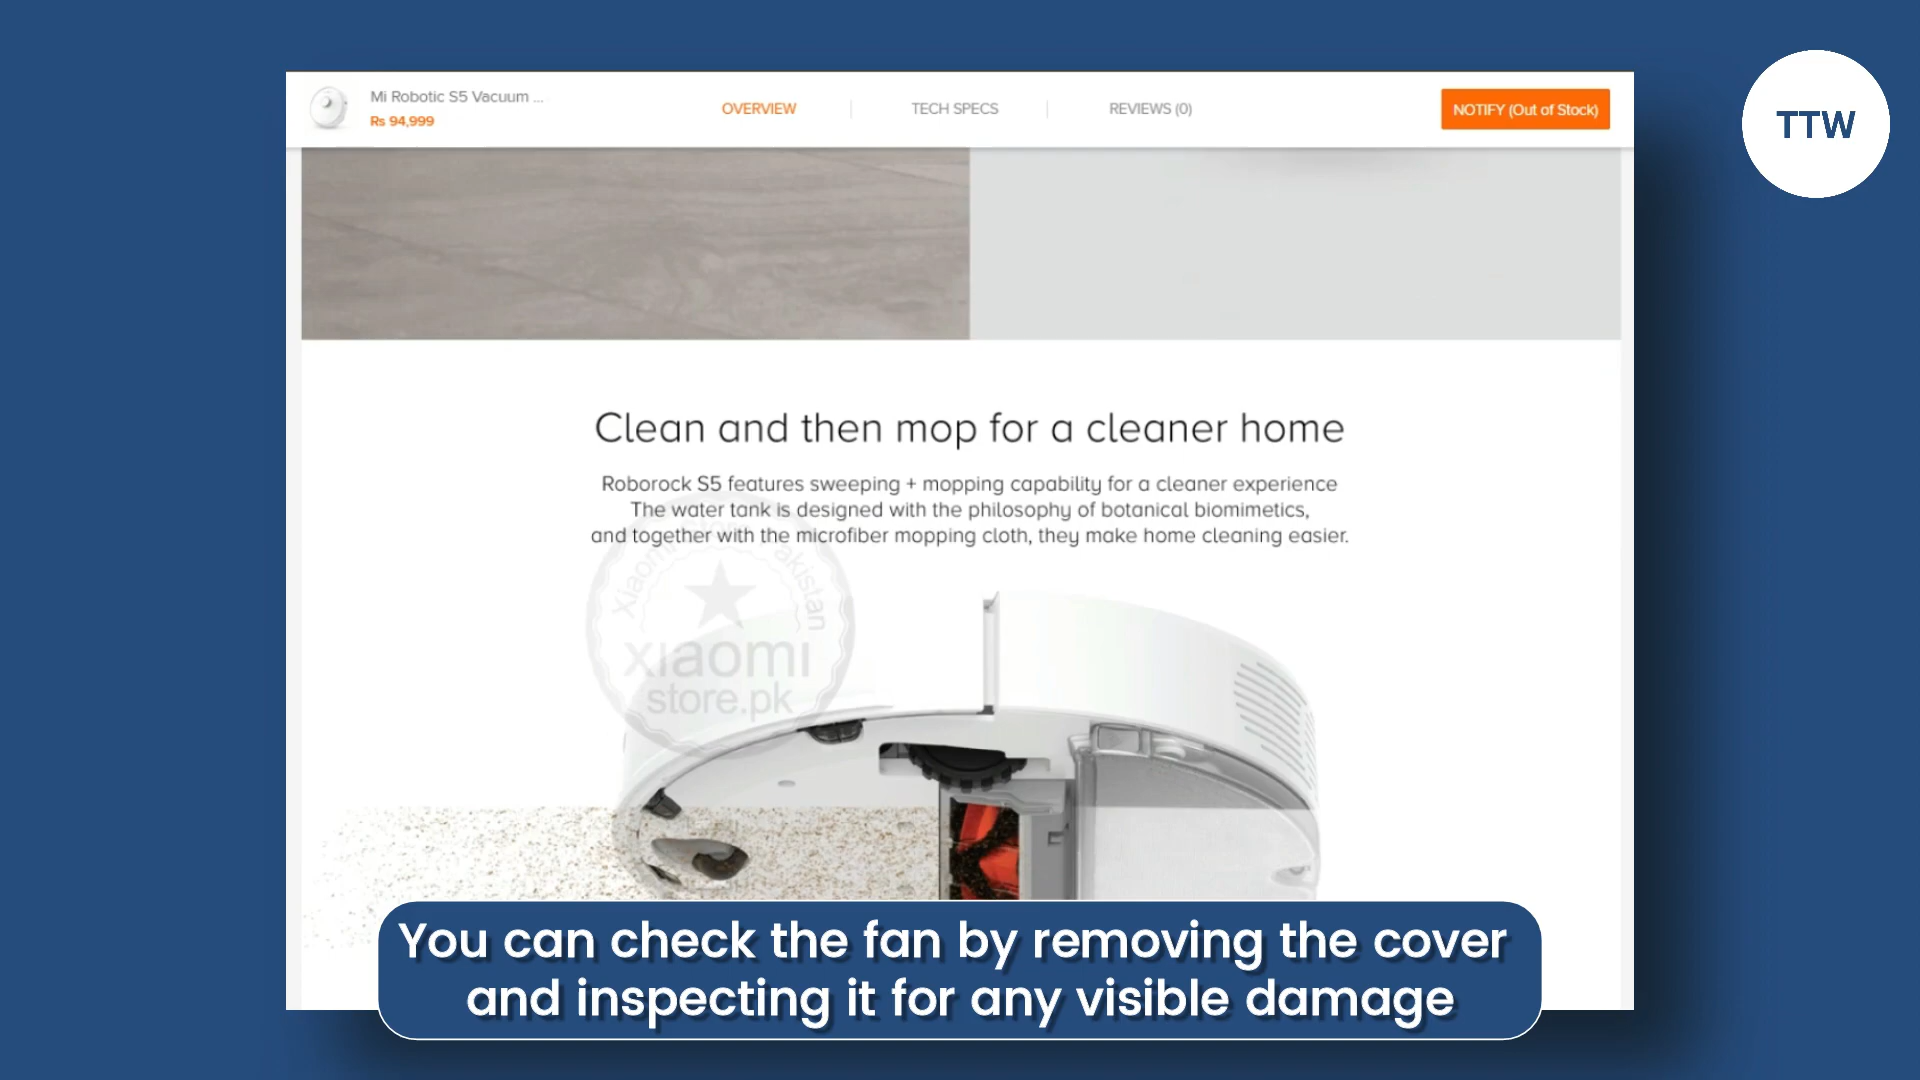 Mi Robotic S5 Vacuum ...
Rs 94,999
OVERVIEW
TECH SPECS
REVIEWS (0)
NOTIFY (Out of Stock)
TTW
Clean and then mop for a cleaner home
Roborock S5 features sweeping + mopping capability for a cleaner experience
The water tank is designed with the philosophy of botanical biomimetics,
and together with the microfiber mopping cloth, they make home cleaning easier.
Xiaomi Store Pakistan
xiaomi
store.pk
You can check the fan by removing the cover
and inspecting it for any visible damage